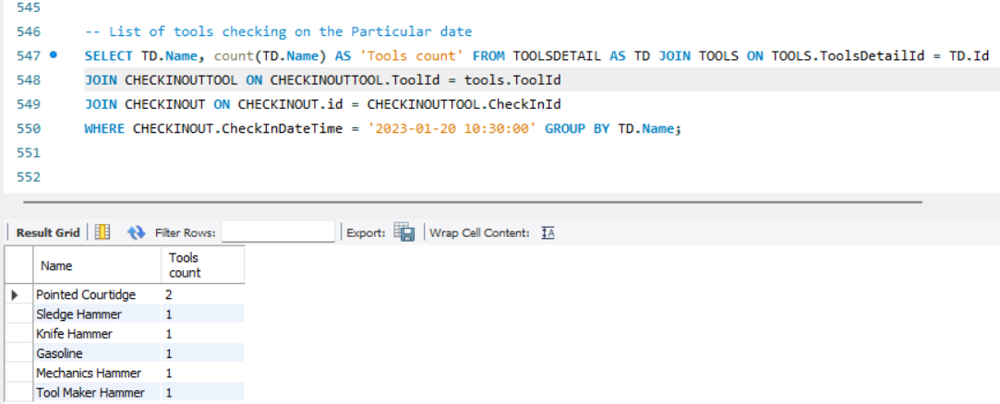 545
546 -- List of tools checking on the Particular date
547 SELECT TD.Name, count(TD.Name) AS 'Tools count' FROM TOOLSDETAIL AS TD JOIN TOOLS ON TOOLS.ToolsDetailId = TD.Id
548 JOIN CHECKINOUTTOOL ON CHECKINOUTTOOL.ToolId = tools.ToolId
549 JOIN CHECKINOUT ON CHECKINOUT.id = CHECKINOUTTOOL.CheckInId
550 WHERE CHECKINOUT.CheckInDateTime = '2023-01-20 10:30:00' GROUP BY TD.Name;
551
552
Result Grid Filter Rows: Export: Wrap Cell Content: IA
Name Tools count
Pointed Courtidge 2
Sledge Hammer 1
Knife Hammer 1
Gasoline 1
Mechanics Hammer 1
Tool Maker Hammer 1